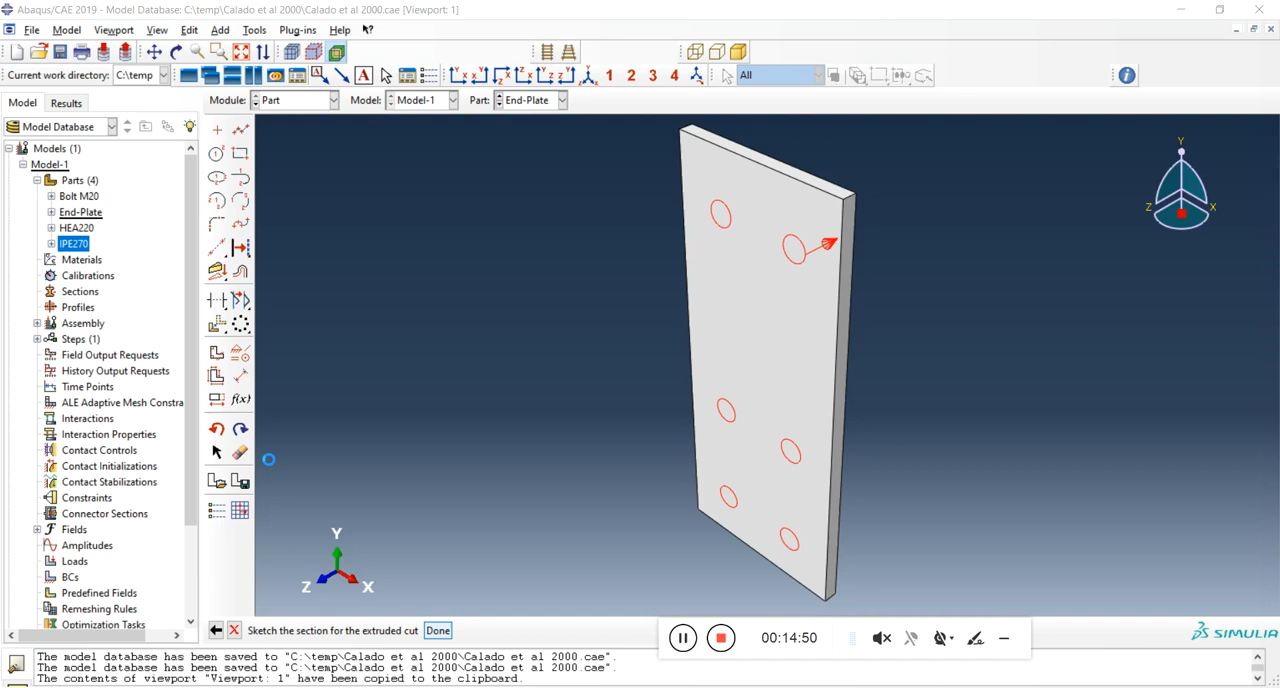 Abaqus/CAE 2019 - Model Database: C:\temp\Calado et al 2000\Calado et al 2000.cae [Viewport: 1]
File Model Viewport View Edit Add Tools Plug-ins Help
Current work directory: C:\temp
1 2 3 4
All
Model Results
Module: Part Model: Model-1 Part: End-Plate
Model Database
Models (1)
Model-1
Parts (4)
Bolt M20
End-Plate
HEA220
IPE270
Materials
Calibrations
Sections
Profiles
Assembly
Steps (1)
Field Output Requests
History Output Requests
Time Points
ALE Adaptive Mesh Constra
Interactions
Interaction Properties
Contact Controls
Contact Initializations
Contact Stabilizations
Constraints
Connector Sections
Fields
Amplitudes
Loads
BCs
Predefined Fields
Remeshing Rules
Optimization Tasks
f(x)
Y
Z X
Y
Z X
Sketch the section for the extruded cut Done
00:14:50
SIMULIA
The model database has been saved to "C:\temp\Calado et al 2000\Calado et al 2000.cae".
The model database has been saved to "C:\temp\Calado et al 2000\Calado et al 2000.cae".
The contents of viewport "Viewport: 1" have been copied to the clipboard.